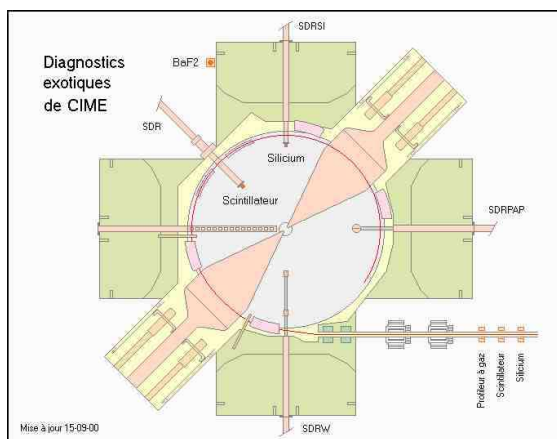 SDRSI
Diagnostics
exotiques
de CIME
BaF2
SDR
Silicium
Scintillateur
SDRPAP
Profileur à gaz
Scintillateur
Silicium
Mise à jour 15-09-00
SDRW